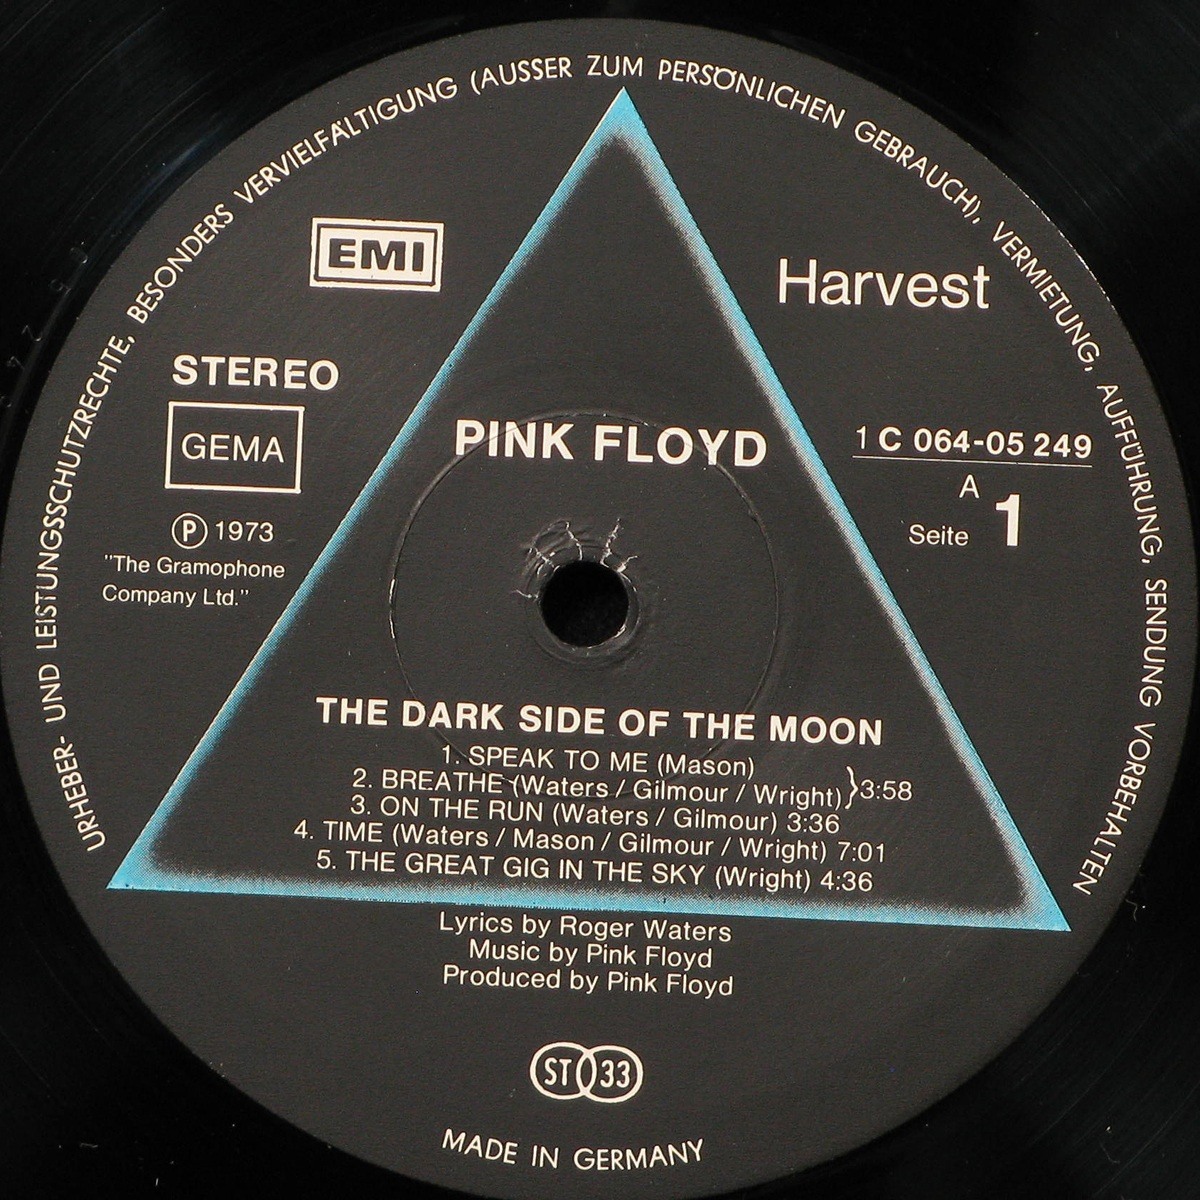 URHEBER- UND LEISTUNGSSCHUTZRECHTE, BESONDERS VERVIELFÄLTIGUNG (AUSSER ZUM PERSÖNLICHEN GEBRAUCH), VERMIETUNG, AUFFÜHRUNG, SENDUNG VORBEHALTEN
EMI
Harvest
STEREO
GEMA
Ⓟ 1973
"The Gramophone
Company Ltd."
PINK FLOYD
1 C 064-05 249
A
Seite 1
THE DARK SIDE OF THE MOON
1. SPEAK TO ME (Mason)
2. BREATHE (Waters / Gilmour / Wright)}3:58
3. ON THE RUN (Waters / Gilmour) 3:36
4. TIME (Waters / Mason / Gilmour / Wright) 7:01
5. THE GREAT GIG IN THE SKY (Wright) 4:36
Lyrics by Roger Waters
Music by Pink Floyd
Produced by Pink Floyd
ST 33
MADE IN GERMANY